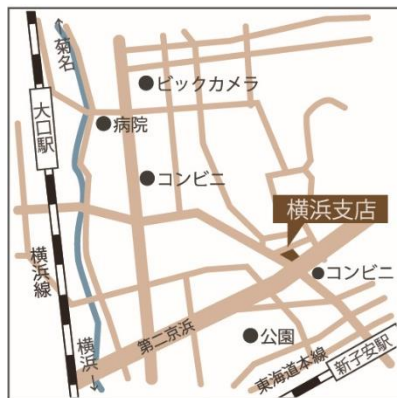 菊名
大口駅
ビックカメラ
病院
コンビニ
横浜支店
横浜線
コンビニ
第二京浜
公園
横浜
東海道本線
新子安駅